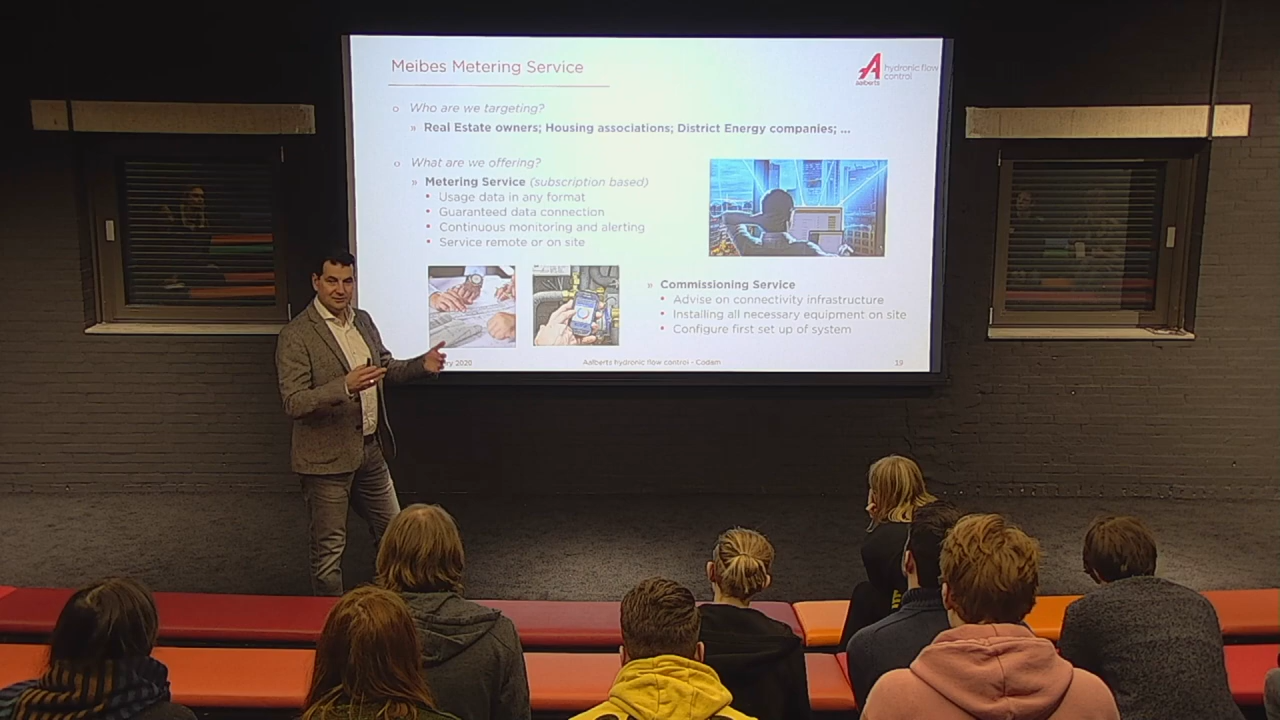 Meibes Metering Service
aalberts
hydronic flow
control
o Who are we targeting?
» Real Estate owners; Housing associations; District Energy companies; ...
o What are we offering?
» Metering Service (subscription based)
• Usage data in any format
• Guaranteed data connection
• Continuous monitoring and alerting
• Service remote or on site
» Commissioning Service
• Advise on connectivity infrastructure
• Installing all necessary equipment on site
• Configure first set up of system
2020
Aalberts hydronic flow control - Codam
19